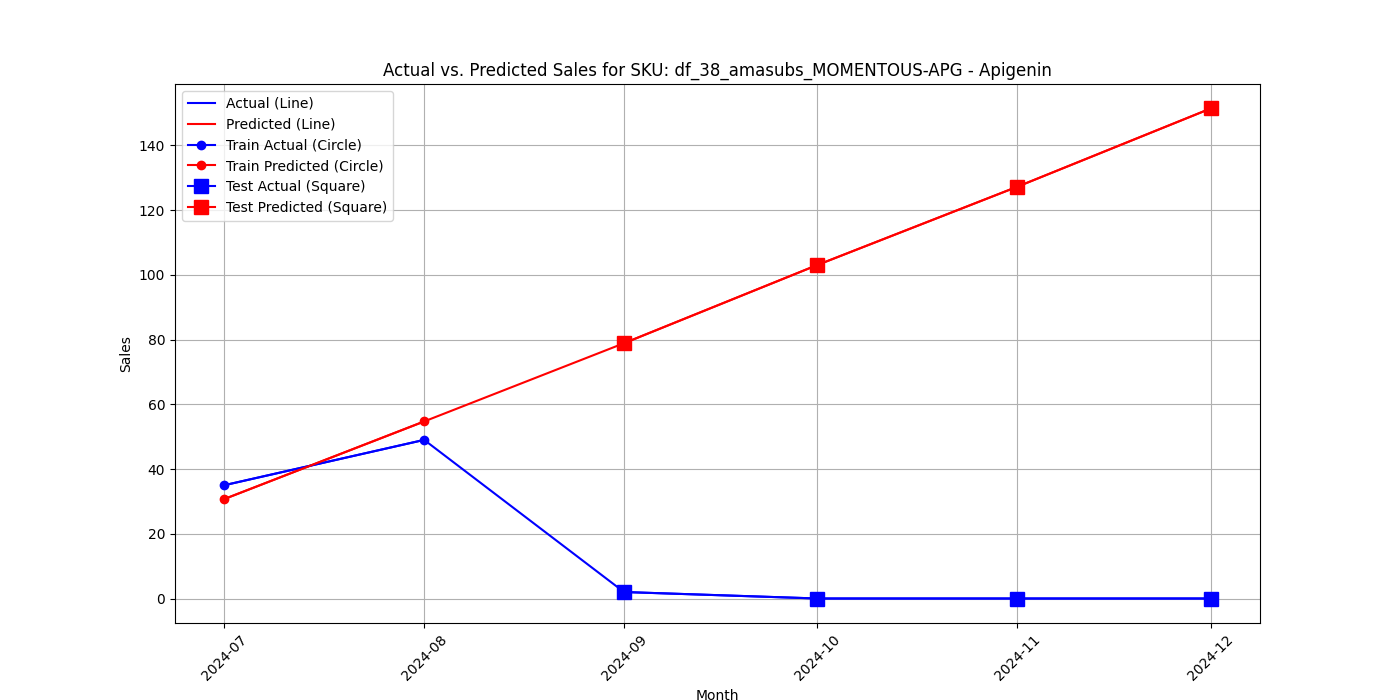 Actual vs. Predicted Sales for SKU: df_38_amasubs_MOMENTOUS-APG - Apigenin
Actual (Line)
Predicted (Line)
Train Actual (Circle)
Train Predicted (Circle)
Test Actual (Square)
Test Predicted (Square)
140
120
100
80
60
40
20
0
Sales
2024-07
2024-08
2024-09
2024-10
2024-11
2024-12
Month